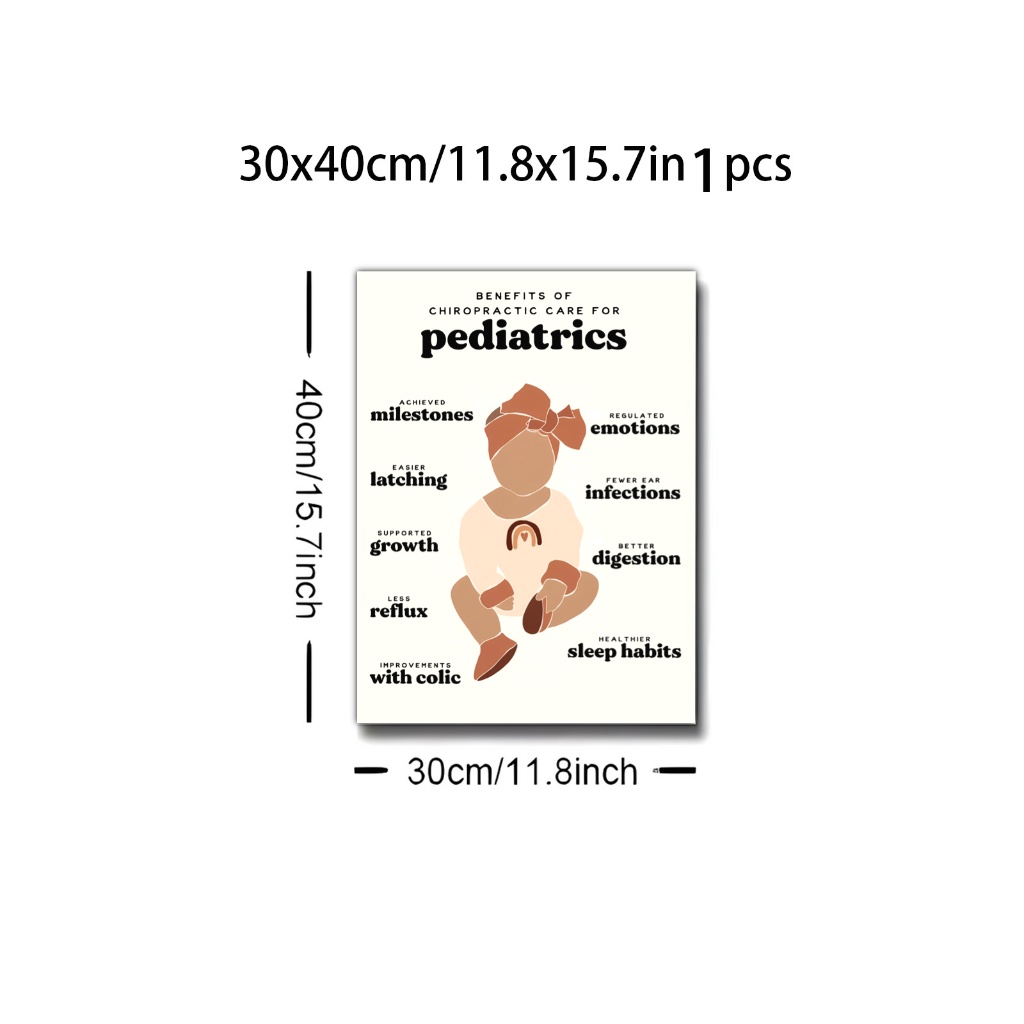 30x40cm/11.8x15.7in 1 pcs
BENEFITS OF
CHIROPRACTIC CARE FOR
pediatrics
ACHIEVED
milestones
REGULATED
emotions
EASIER
latching
FEWER EAR
infections
SUPPORTED
growth
BETTER
digestion
LESS
reflux
HEALTHIER
sleep habits
IMPROVEMENTS
with colic
40cm/15.7inch
30cm/11.8inch